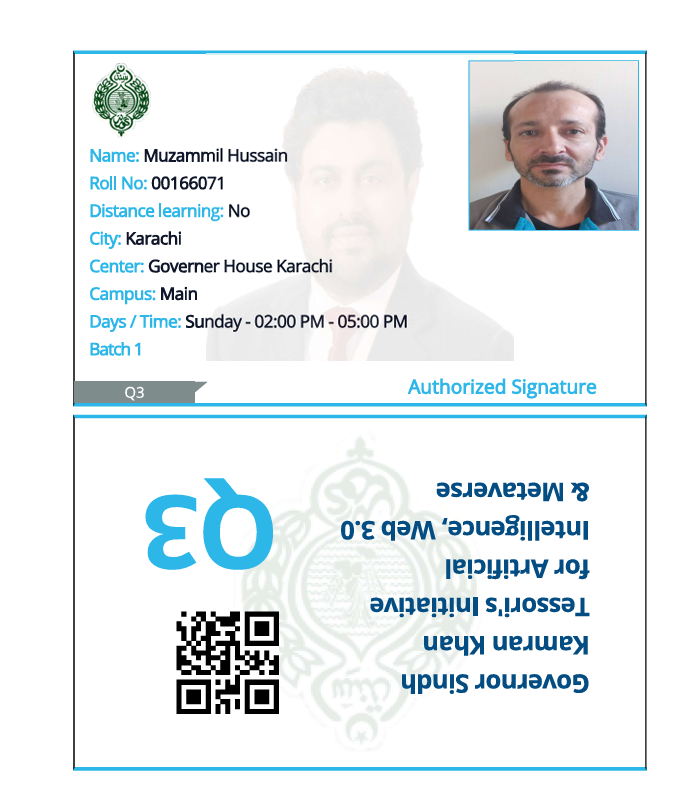 Name: Muzammil Hussain
Roll No: 00166071
Distance learning: No
City: Karachi
Center: Governer House Karachi
Campus: Main
Days / Time: Sunday - 02:00 PM - 05:00 PM
Batch 1
Q3
Authorized Signature
Governor Sindh
Kamran Khan
Tessori's Initiative
for Artificial
Intelligence, Web 3.0
& Metaverse
Q3